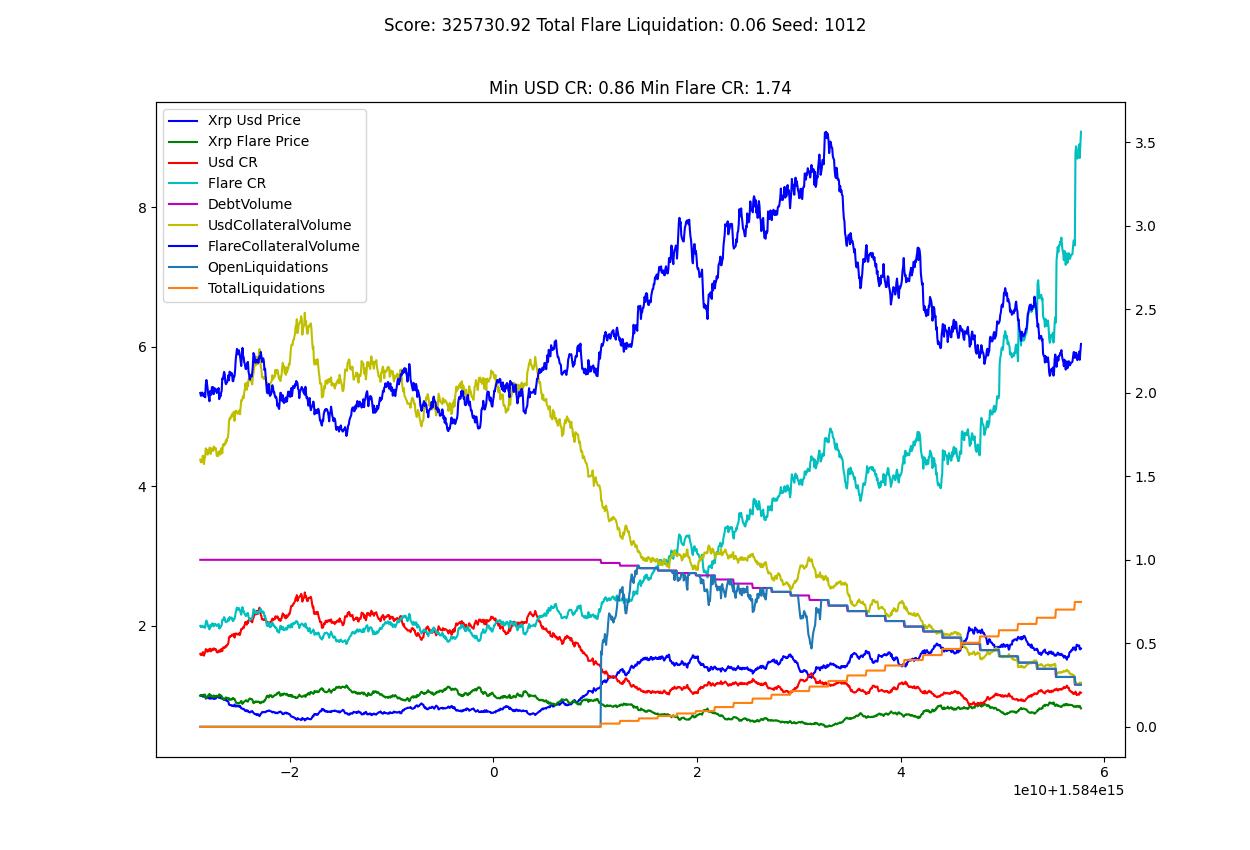 Score: 325730.92 Total Flare Liquidation: 0.06 Seed: 1012
Min USD CR: 0.86 Min Flare CR: 1.74
Xrp Usd Price
Xrp Flare Price
Usd CR
Flare CR
DebtVolume
UsdCollateralVolume
FlareCollateralVolume
OpenLiquidations
TotalLiquidations
8
6
4
2
3.5
3.0
2.5
2.0
1.5
1.0
0.5
0.0
−2 0 2 4 6
1e10+1.584e15